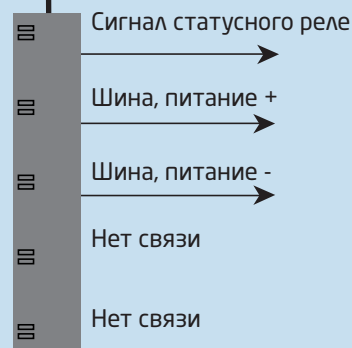 Сигнал статусного реле
Шина, питание +
Шина, питание -
Нет связи
Нет связи